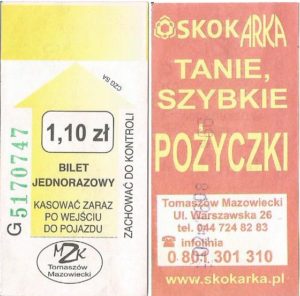 1,10 zł
BILET
JEDNORAZOWY
KASOWAĆ ZARAZ
PO WEJŚCIU
DO POJAZDU
MZK
Tomaszów
Mazowiecki
G 5170747
CZG SA
ZACHOWAĆ DO KONTROLI
SKOKARKA
TANIE,
SZYBKIE
POŻYCZKI
Tomaszów Mazowiecki
Ul. Warszawska 26
tel. 044 724 82 83
infolinia
0 801 301 310
www.skokarka.pl